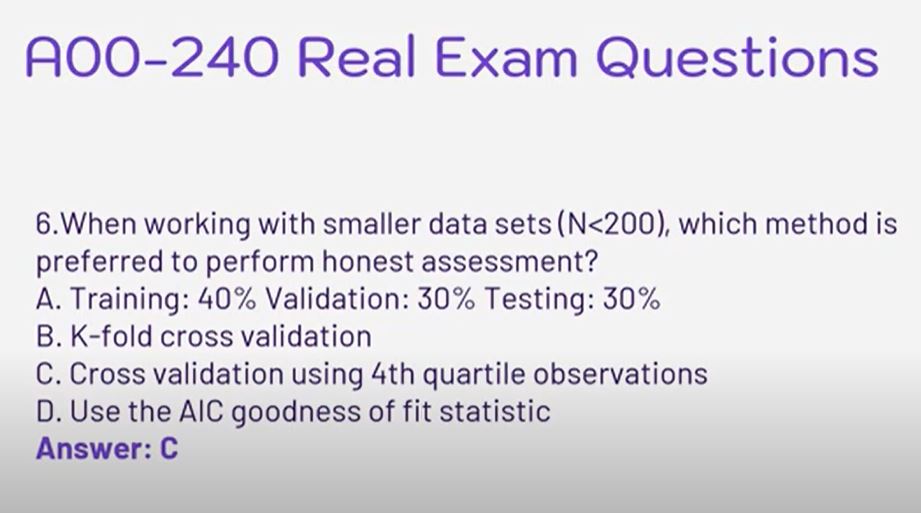 A00-240 Real Exam Questions
6.When working with smaller data sets (N<200), which method is
preferred to perform honest assessment?
A. Training: 40% Validation: 30% Testing: 30%
B. K-fold cross validation
C. Cross validation using 4th quartile observations
D. Use the AIC goodness of fit statistic
Answer: C